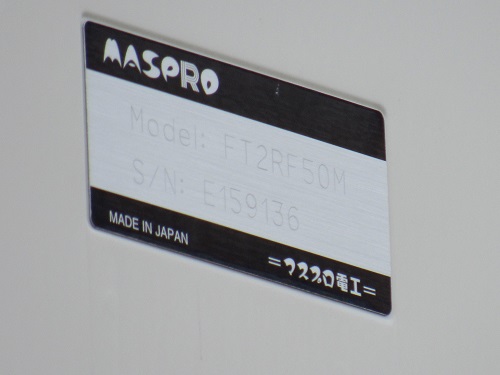 MASPRO
Model: FT2RF50M
S/N: E159136
MADE IN JAPAN
=マスプロ電工=